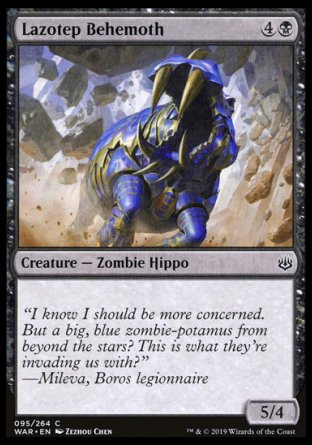 Lazotep Behemoth 4
Creature — Zombie Hippo
“I know I should be more concerned.
But a big, blue zombie-potamus from
beyond the stars? This is what they’re
invading us with?”
—Mileva, Boros legionnaire
5/4
095/264 C
WAR • EN Zezhou Chen
™ & © 2019 Wizards of the Coast